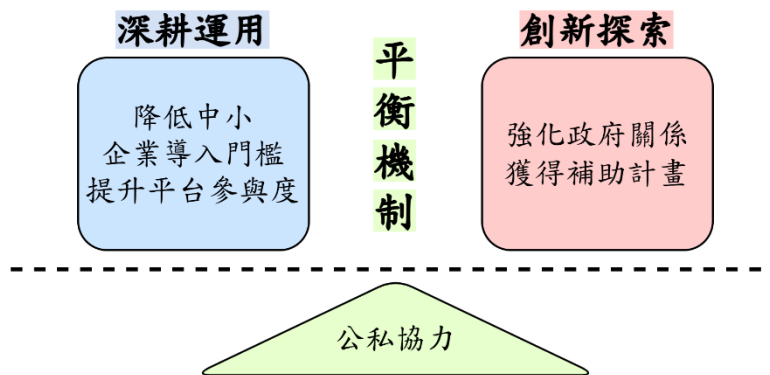 深耕運用
降低中小
企業導入門檻
提升平台參與度
平衡機制
創新探索
強化政府關係
獲得補助計畫
公私協力